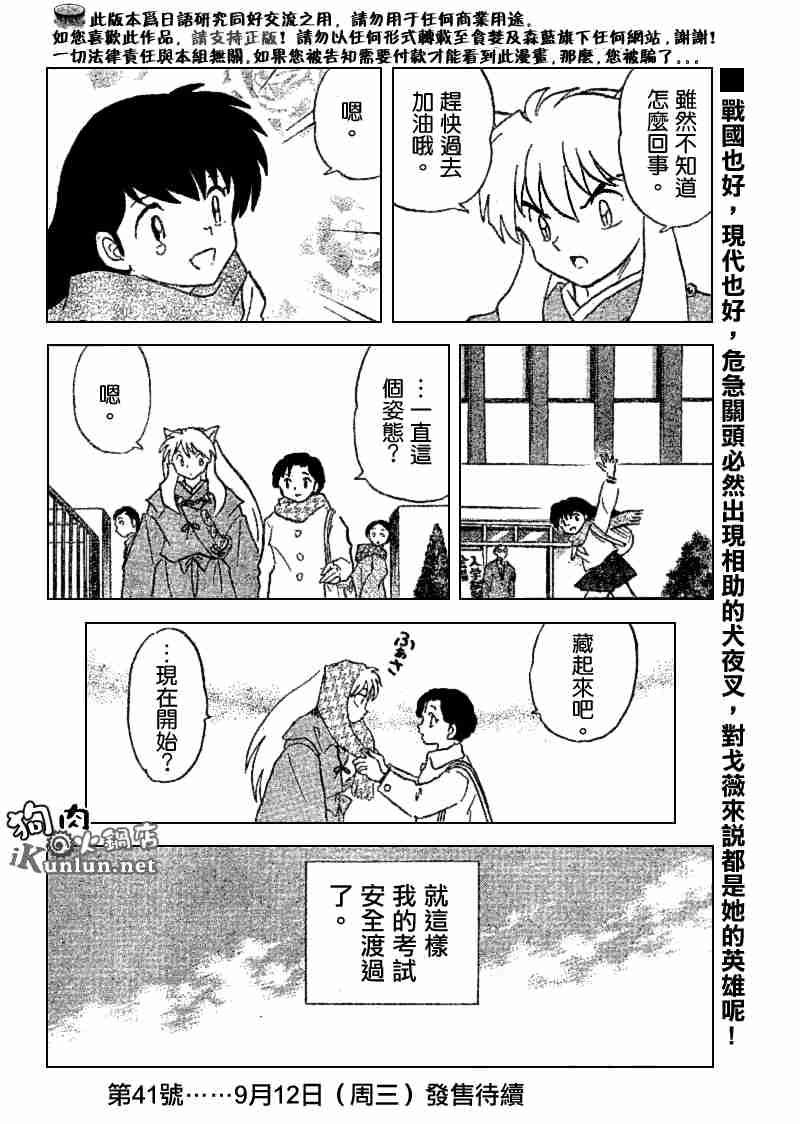 此版本爲日語研究同好交流之用，請勿用于任何商業用途，
如您喜歡此作品，請支持正版！請勿以任何形式轉載至貪婪及森藍旗下任何網站，謝謝！
一切法律責任與本組無關，如果您被告知需要付款才能看到此漫畫，那麼，您被騙了...
■戰國也好，現代也好，危急關頭必然出現相助的犬夜叉，對戈薇來説都是她的英雄呢！
雖然不知道
怎麼回事。
趕快過去
加油哦。
嗯。
入学
…一直這
個姿態？
嗯。
藏起來吧。
ふぁさ
…現在開始？
狗肉
火鍋店
iKunlun.net
就這樣
我的考試
安全渡過
了。
第41號……9月12日（周三）發售待續